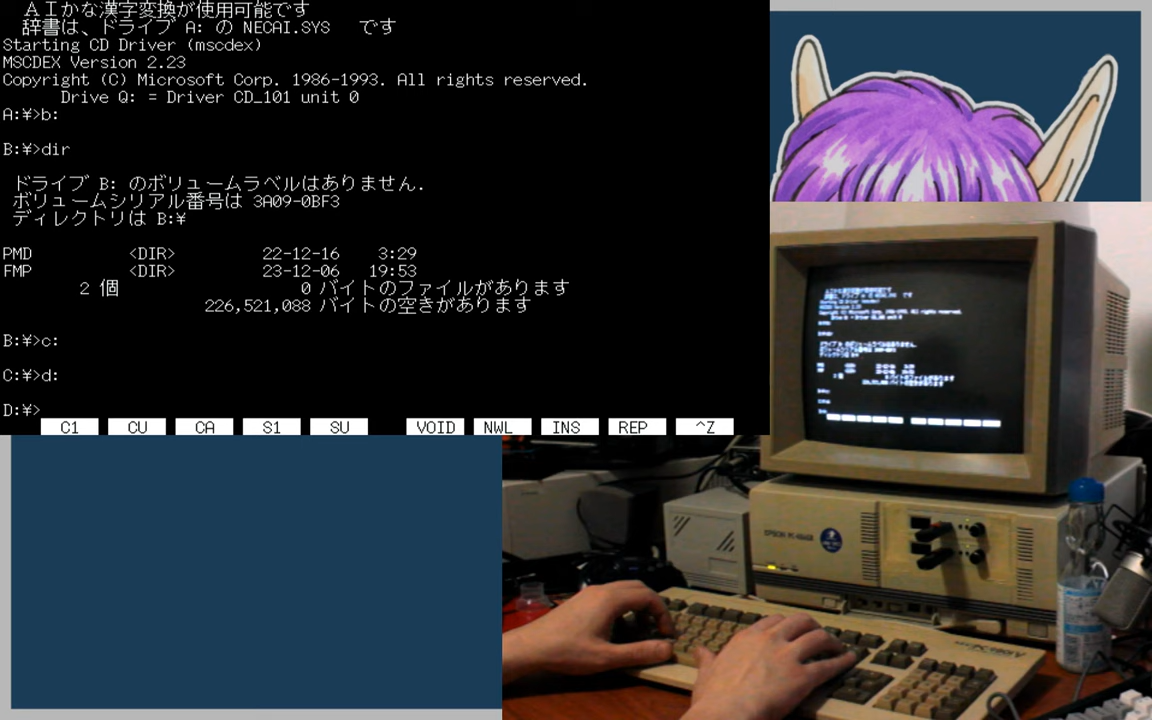 AIかな漢字変換が使用可能です
辞書は、ドライブ A: の NECAI.SYS です
Starting CD Driver (mscdex)
MSCDEX Version 2.23
Copyright (C) Microsoft Corp. 1986-1993. All rights reserved.
Drive Q: = Driver CD_101 unit 0
A:¥>b:
B:¥>dir
ドライブ B: のボリュームラベルはありません.
ボリュームシリアル番号は 3A09-0BF3
ディレクトリは B:¥
PMD <DIR> 22-12-16 3:29
FMP <DIR> 23-12-06 19:53
2 個 0 バイトのファイルがあります
226,521,088 バイトの空きがあります
B:¥>c:
C:¥>d:
D:¥>
C1 CU CA S1 SU VOID NWL INS REP ^Z
EPSON